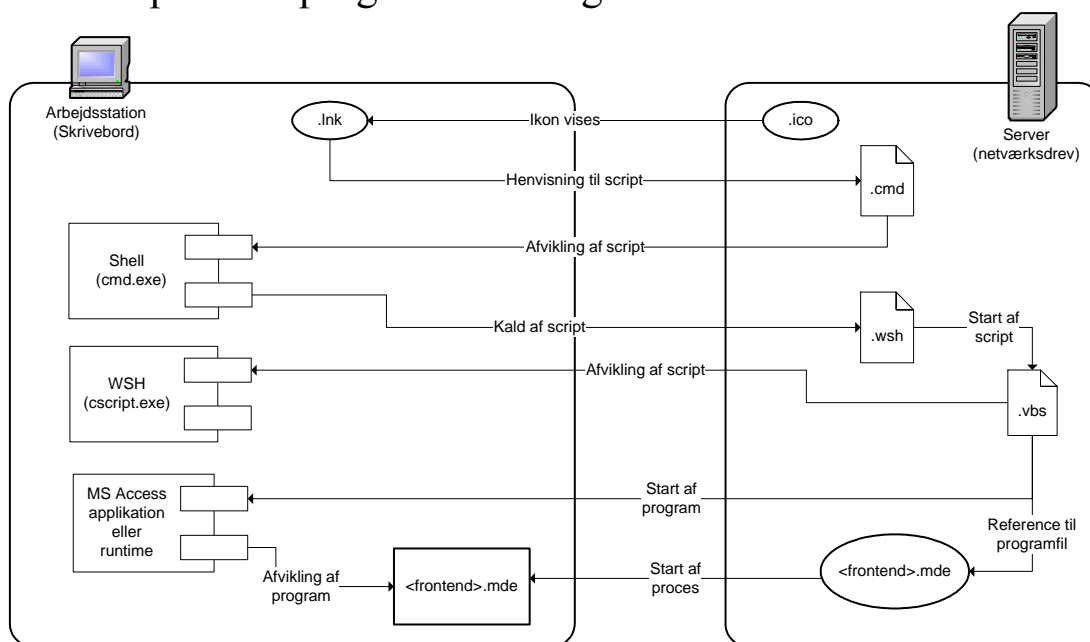 Arbejdsstation
(Skrivebord)
Server
(netværksdrev)
.lnk
Ikon vises
.ico
Henvisning til script
.cmd
Afvikling af script
Shell
(cmd.exe)
Kald af script
.wsh
Start af
script
WSH
(cscript.exe)
Afvikling af script
.vbs
MS Access
applikation
eller
runtime
Start af
program
Reference til
programfil
Afvikling af
program
<frontend>.mde
Start af
proces
<frontend>.mde